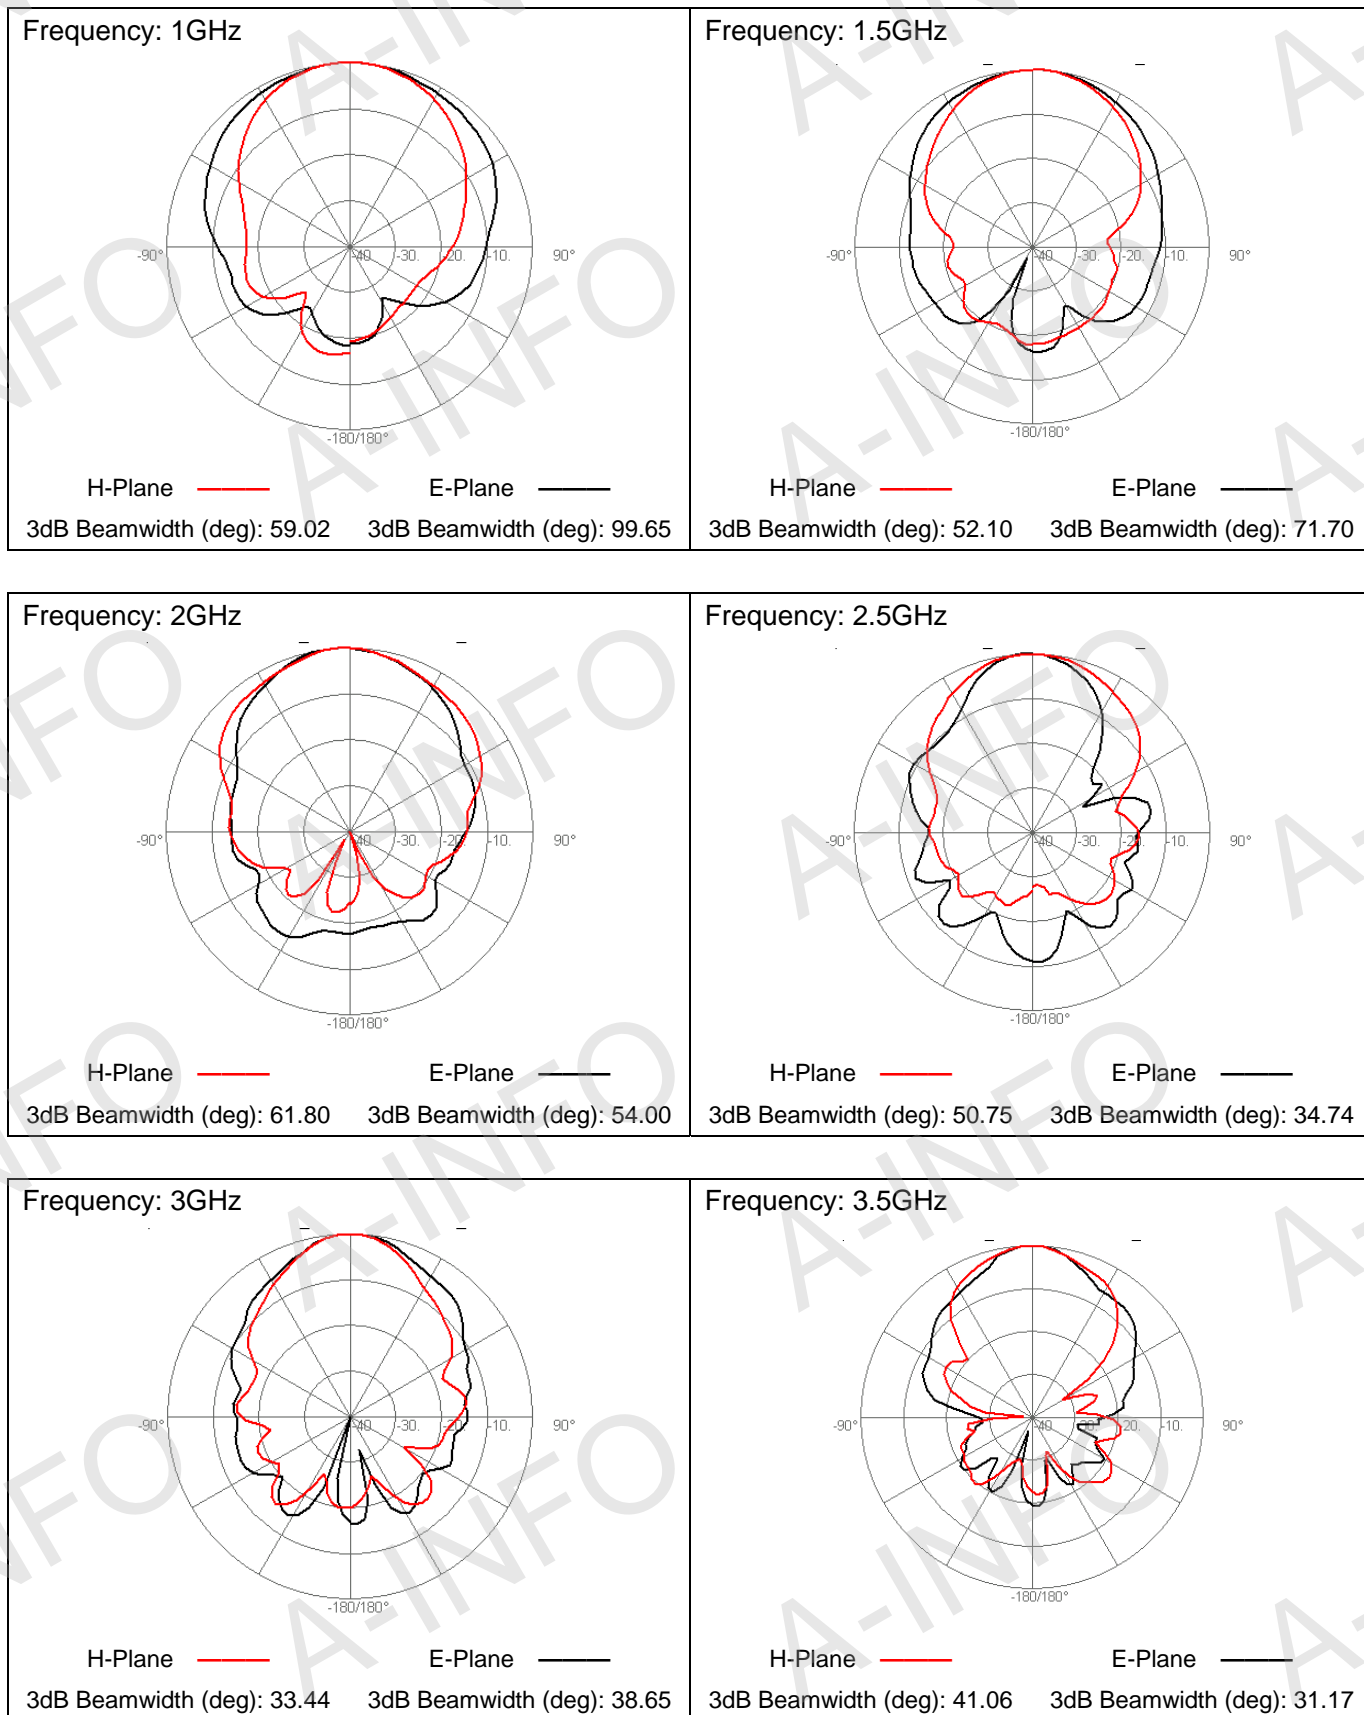 Frequency: 1GHz
-90° -40 -30. -20. -10. 90°
-180/180°
H-Plane E-Plane
3dB Beamwidth (deg): 59.02 3dB Beamwidth (deg): 99.65
Frequency: 1.5GHz
-90° -40 -30. -20. -10. 90°
-180/180°
H-Plane E-Plane
3dB Beamwidth (deg): 52.10 3dB Beamwidth (deg): 71.70
Frequency: 2GHz
-90° -40 -30. -20. -10. 90°
-180/180°
H-Plane E-Plane
3dB Beamwidth (deg): 61.80 3dB Beamwidth (deg): 54.00
Frequency: 2.5GHz
-90° -40 -30. -20. -10. 90°
-180/180°
H-Plane E-Plane
3dB Beamwidth (deg): 50.75 3dB Beamwidth (deg): 34.74
Frequency: 3GHz
-90° -40 -30. -20. -10. 90°
-180/180°
H-Plane E-Plane
3dB Beamwidth (deg): 33.44 3dB Beamwidth (deg): 38.65
Frequency: 3.5GHz
-90° -40 -30. -20. -10. 90°
-180/180°
H-Plane E-Plane
3dB Beamwidth (deg): 41.06 3dB Beamwidth (deg): 31.17
A-INFO